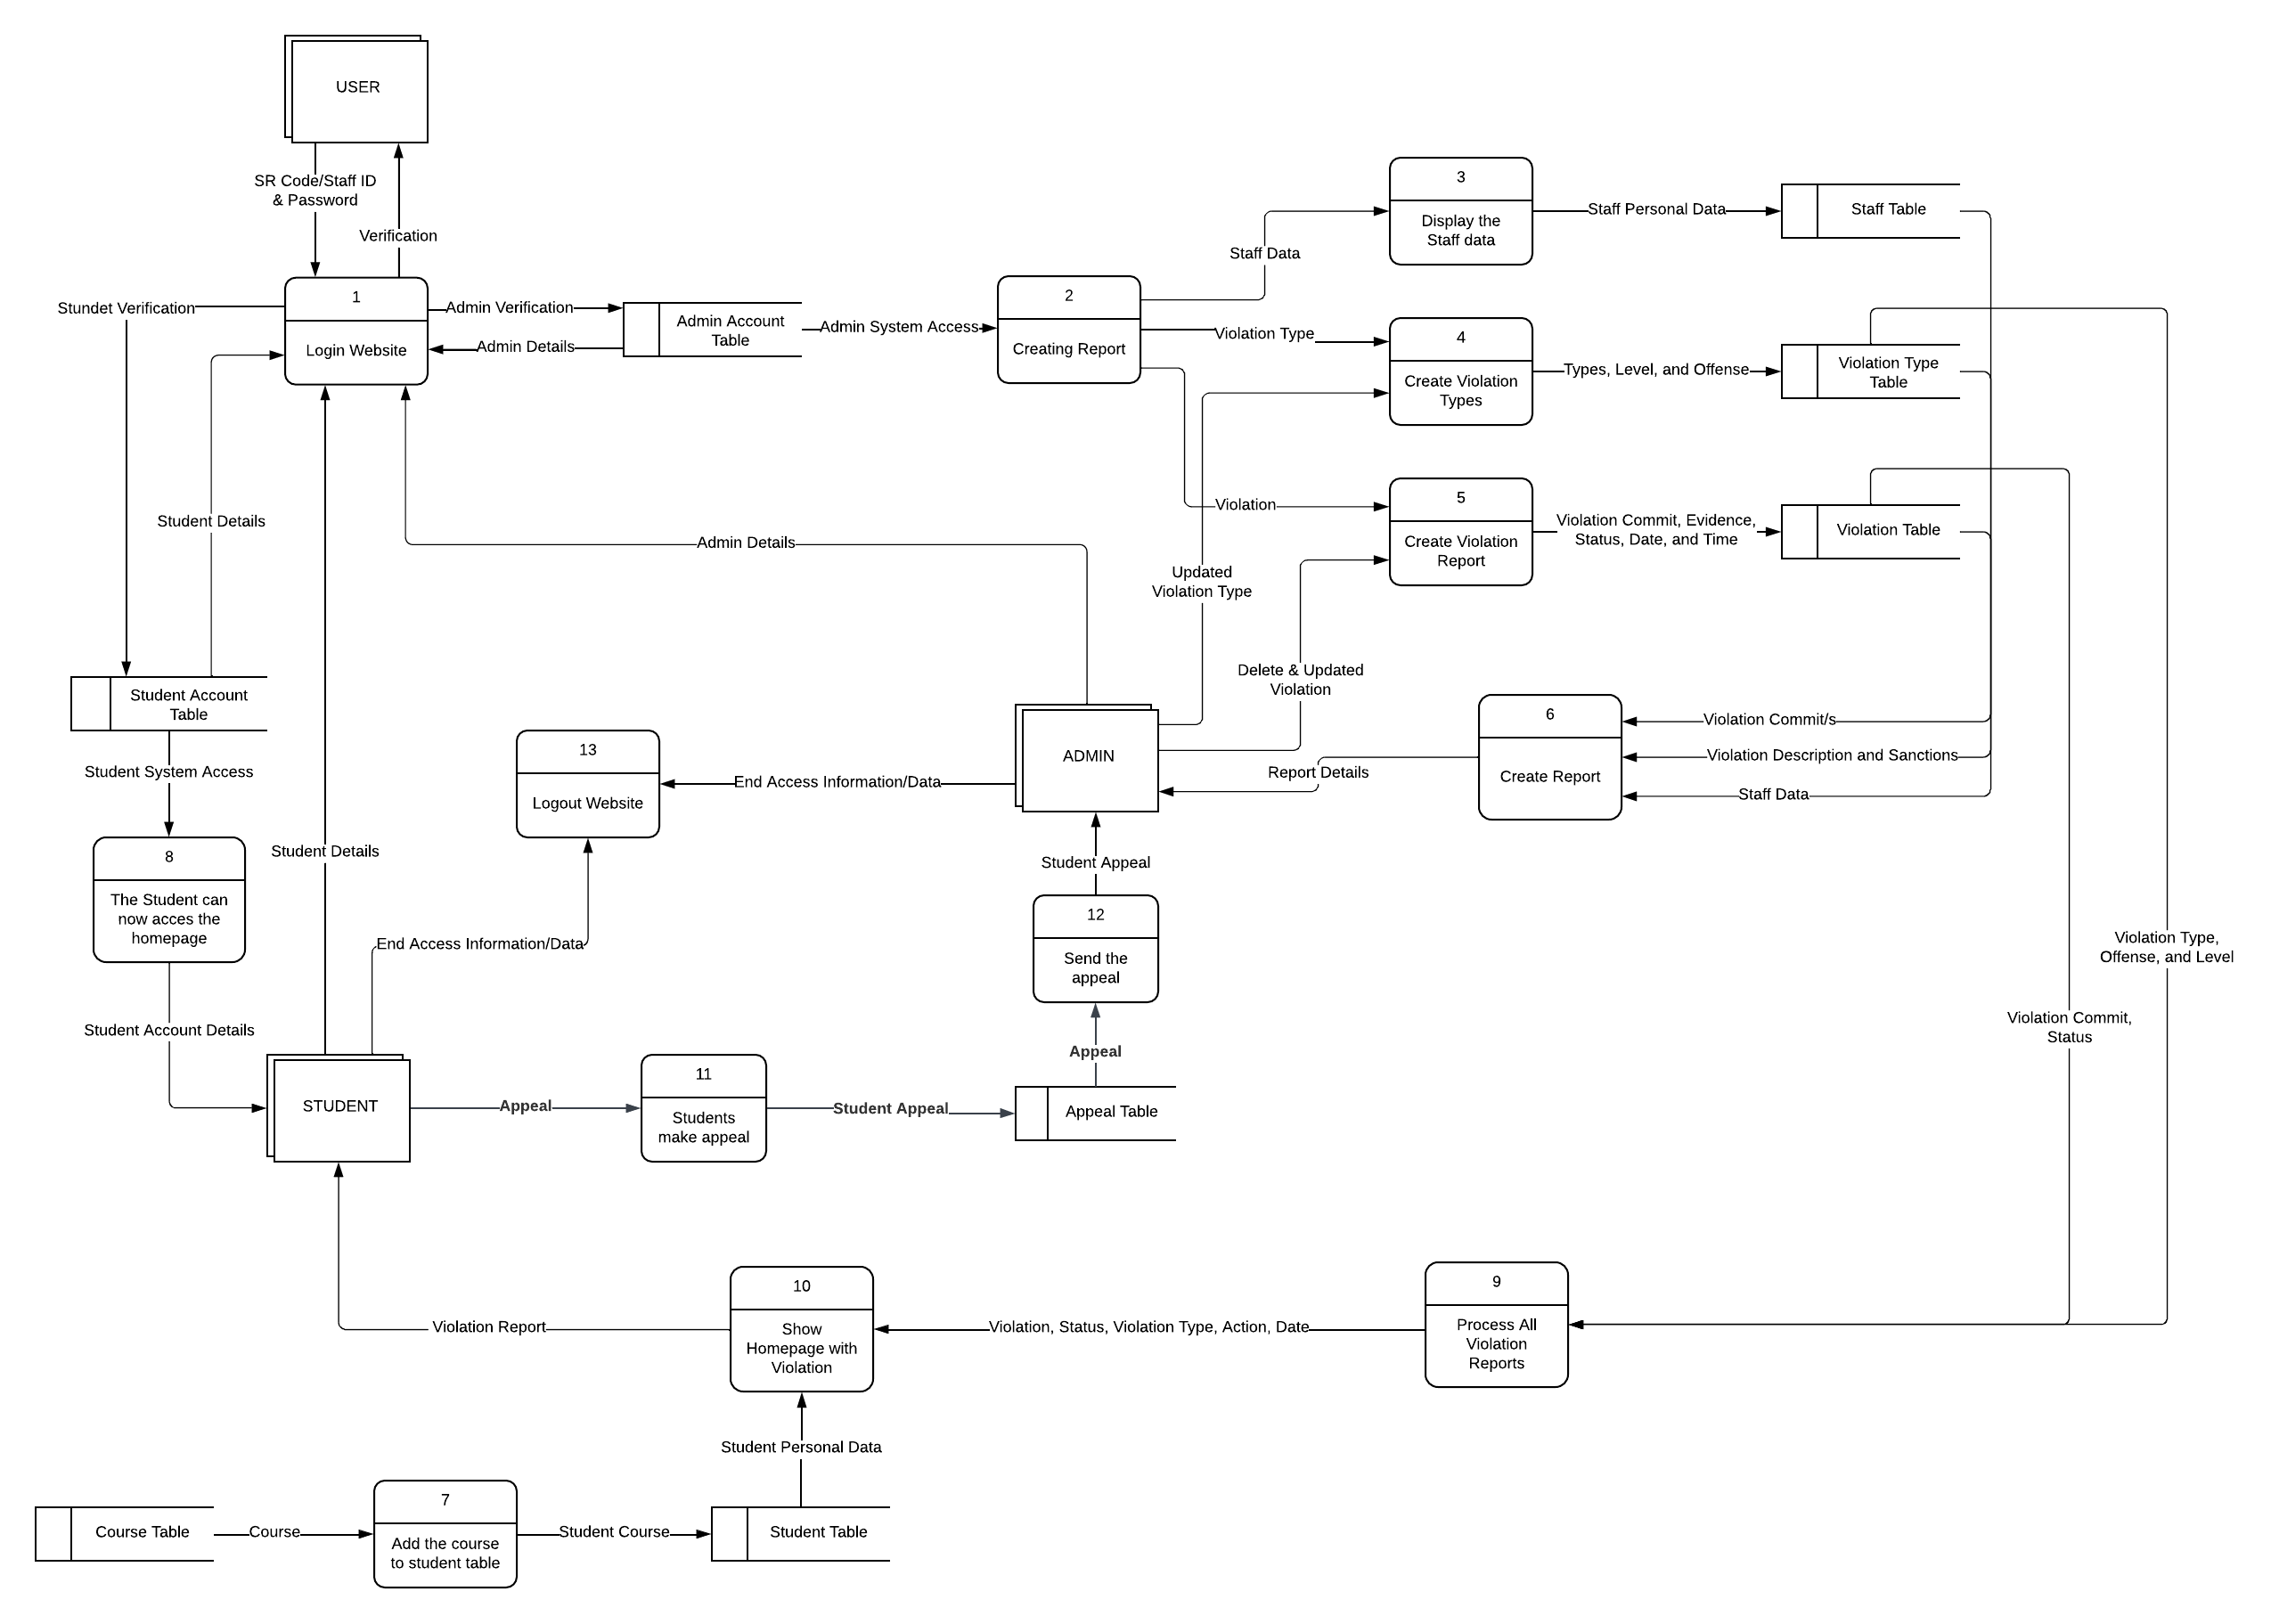 USER
SR Code/Staff ID
& Password
Verification
1
Login Website
Stundet Verification
Admin Verification
Admin Details
Admin Account
Table
Admin System Access
2
Creating Report
Staff Data
Violation Type
Violation
3
Display the
Staff data
Staff Personal Data
Staff Table
4
Create Violation
Types
Types, Level, and Offense
Violation Type
Table
5
Create Violation
Report
Violation Commit, Evidence,
Status, Date, and Time
Violation Table
Student Details
Admin Details
Updated
Violation Type
Delete & Updated
Violation
Student Account
Table
Student System Access
13
Logout Website
End Access Information/Data
ADMIN
Report Details
6
Create Report
Violation Commit/s
Violation Description and Sanctions
Staff Data
8
The Student can
now acces the
homepage
Student Details
End Access Information/Data
Student Appeal
12
Send the
appeal
Violation Type,
Offense, and Level
Violation Commit,
Status
Student Account Details
STUDENT
Appeal
11
Students
make appeal
Student Appeal
Appeal
Appeal Table
Violation Report
10
Show
Homepage with
Violation
Violation, Status, Violation Type, Action, Date
9
Process All
Violation
Reports
Student Personal Data
Course Table
Course
7
Add the course
to student table
Student Course
Student Table